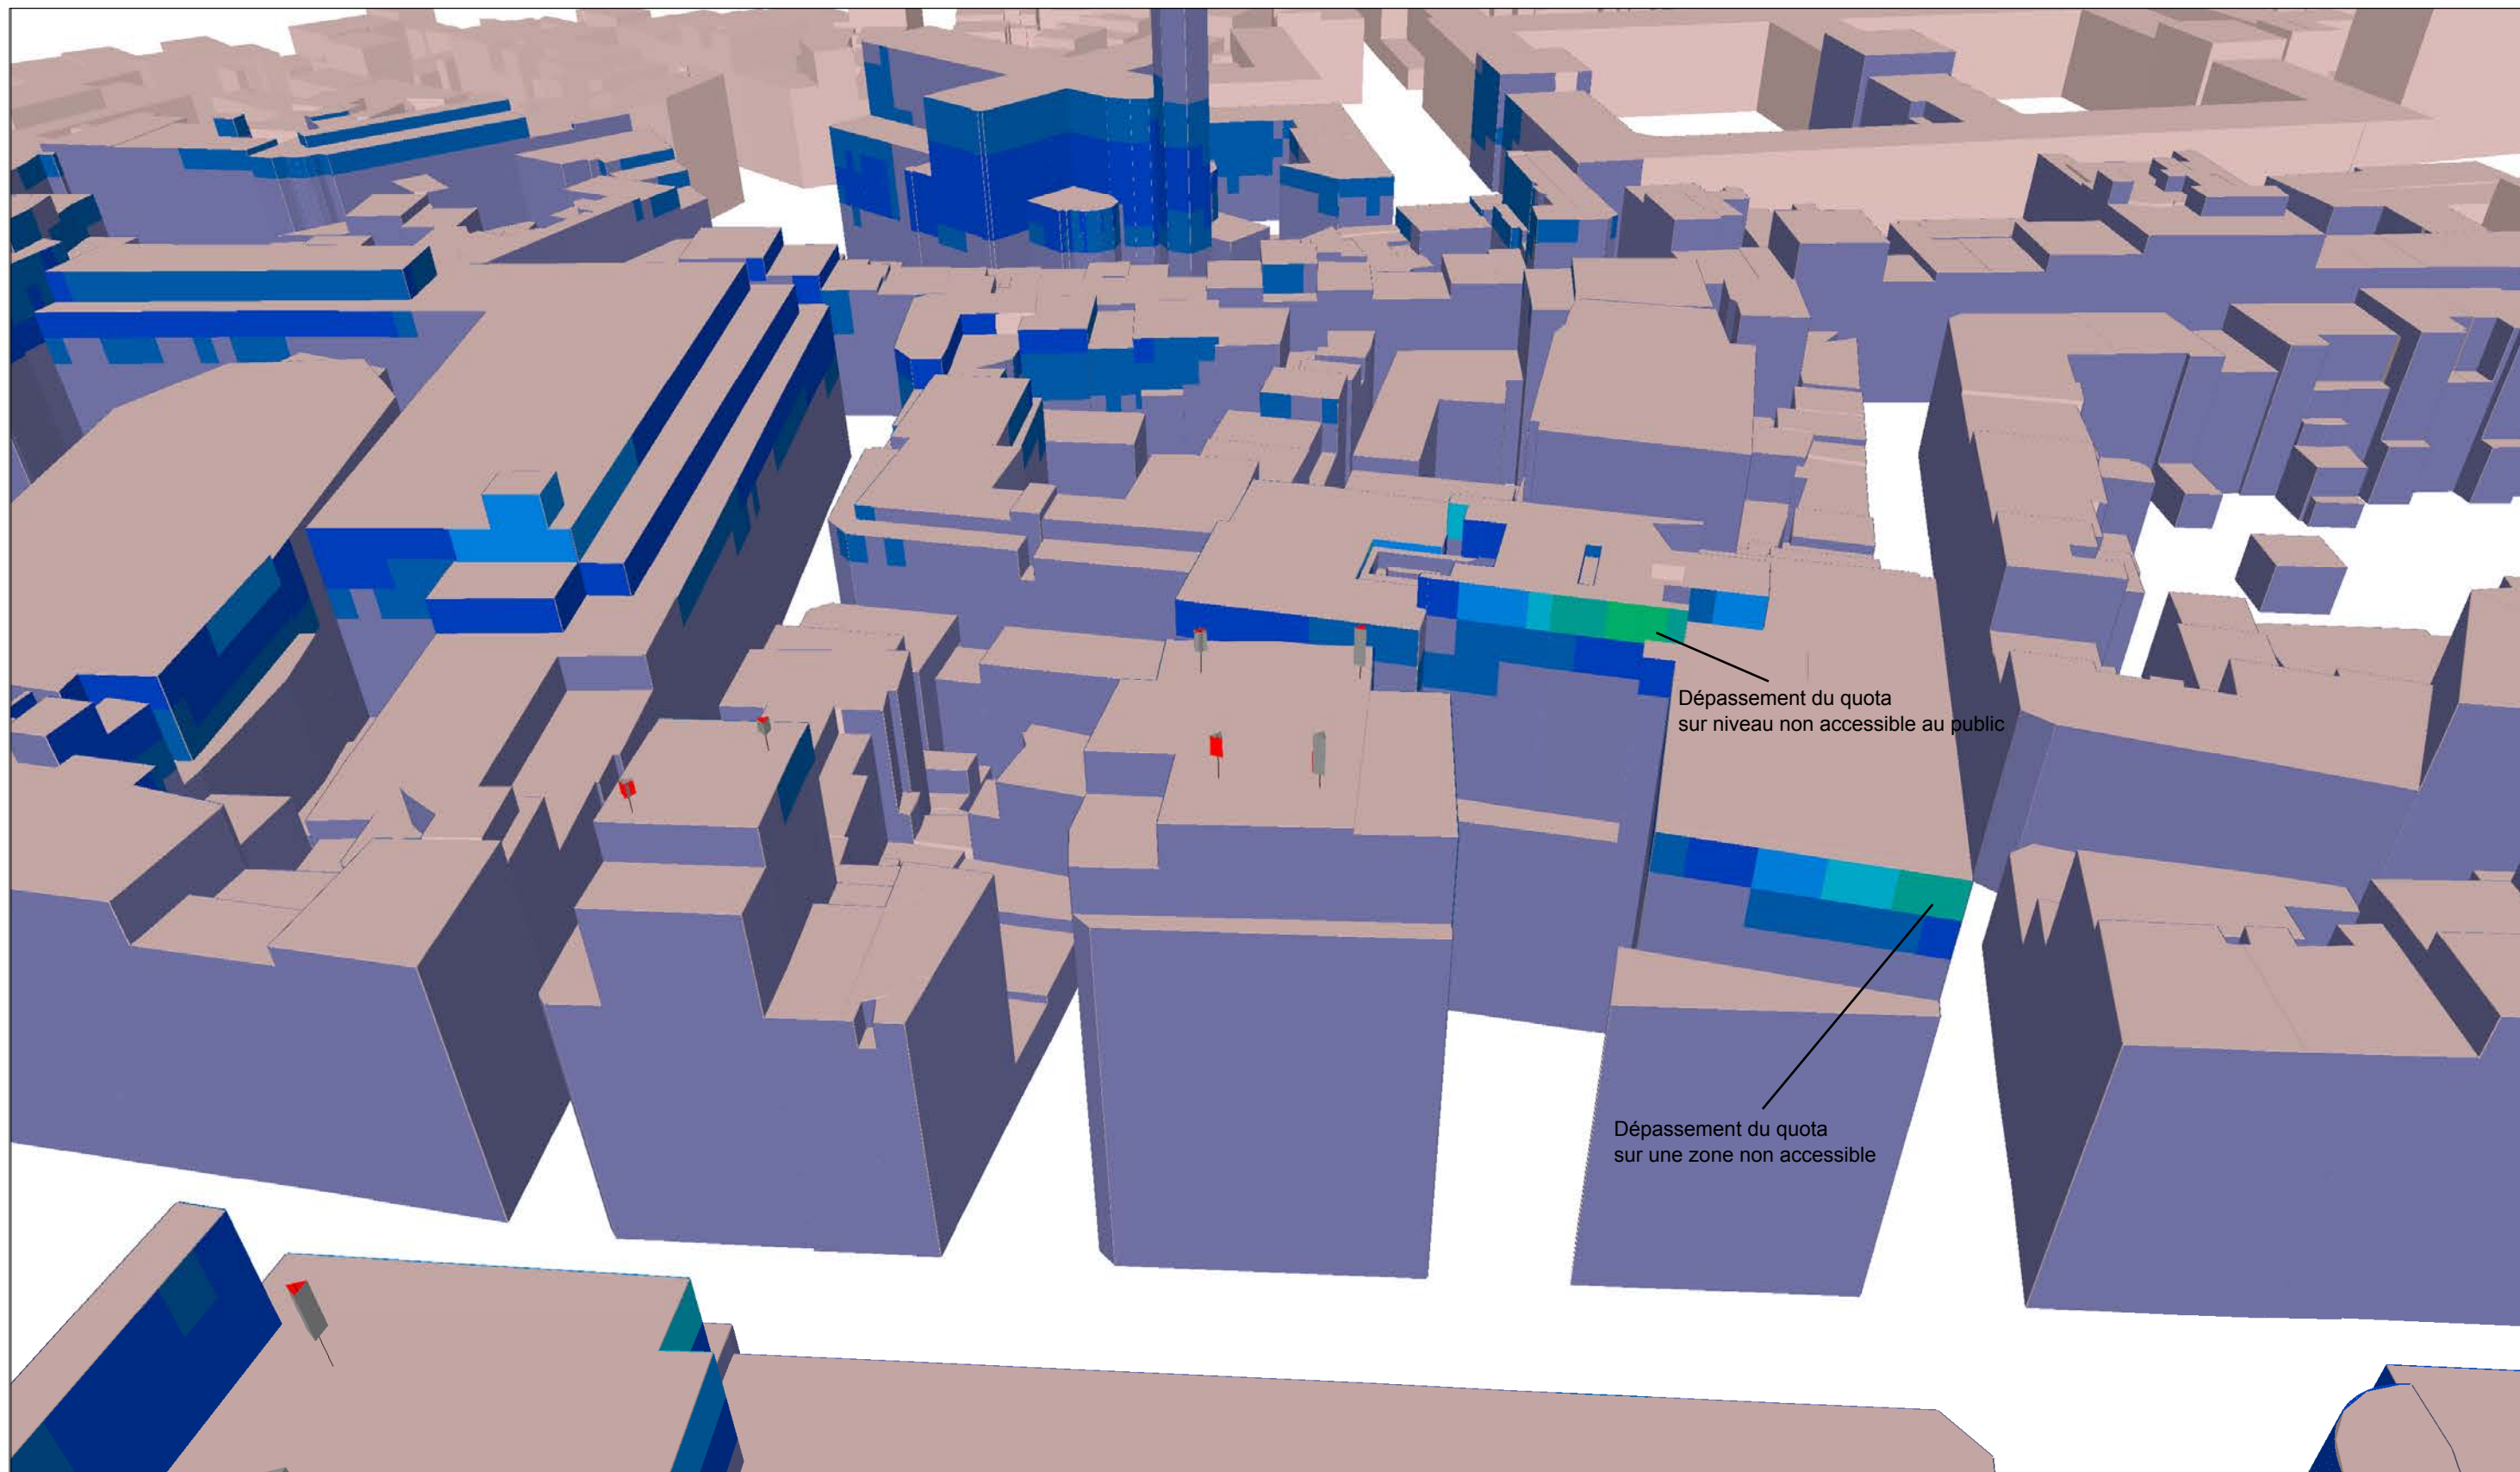 Dépassement du quota
sur niveau non accessible au public
Dépassement du quota
sur une zone non accessible